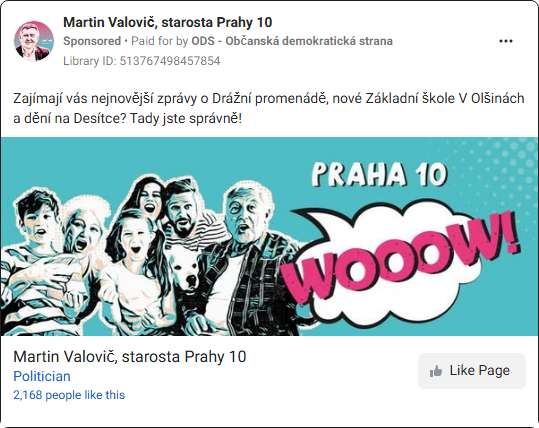 Martin Valovič, starosta Prahy 10
Sponsored • Paid for by ODS - Občanská demokratická strana
Library ID: 513767498457854
Zajímají vás nejnovější zprávy o Drážní promenádě, nové Základní škole V Olšinách
a dění na Desítce? Tady jste správně!
PRAHA 10
WOOOW!
Martin Valovič, starosta Prahy 10
Politician
2,168 people like this
Like Page